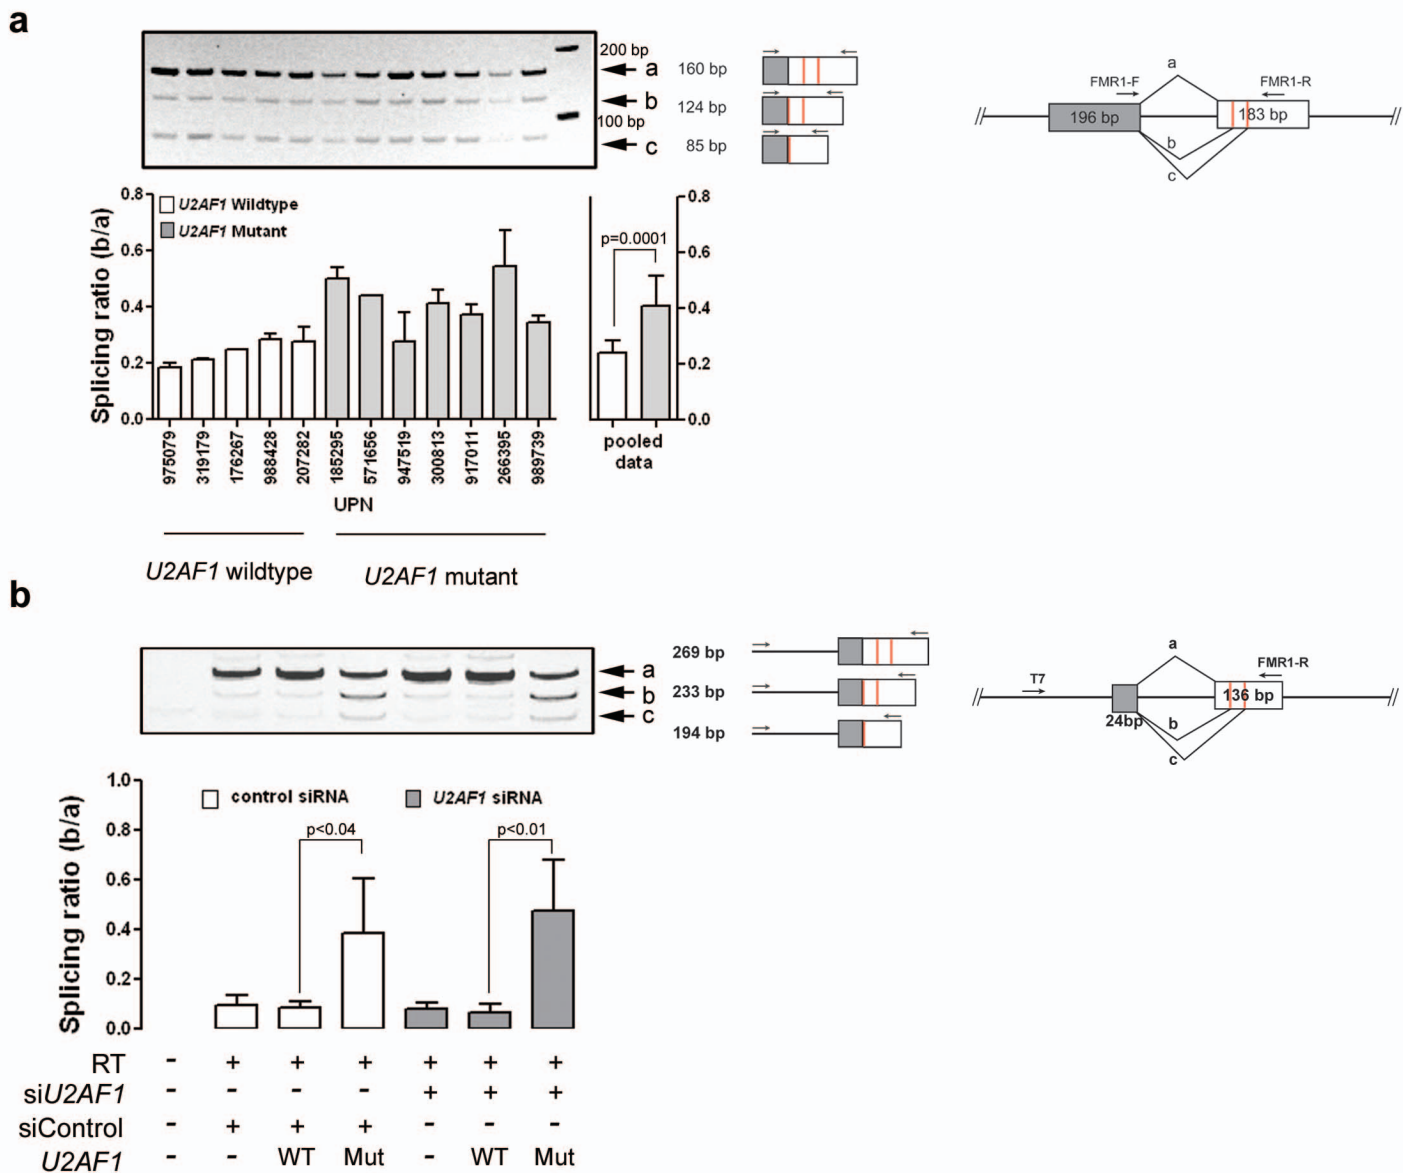 a
200 bp
a
b
100 bp
c
160 bp
124 bp
85 bp
a
FMR1-F
FMR1-R
196 bp
183 bp
b
c
Splicing ratio (b/a)
0.8
0.6
0.4
0.2
0.0
U2AF1 Wildtype
U2AF1 Mutant
p=0.0001
0.8
0.6
0.4
0.2
0.0
975079
319179
176267
988428
207282
185295
571656
947519
300813
917011
266395
989739
pooled
data
UPN
U2AF1 wildtype
U2AF1 mutant
b
a
b
c
269 bp
233 bp
194 bp
a
T7
FMR1-R
136 bp
24bp
b
c
Splicing ratio (b/a)
1.0
0.8
0.6
0.4
0.2
0.0
control siRNA
U2AF1 siRNA
p<0.04
p<0.01
RT - + + + + + +
siU2AF1 - - - - + + +
siControl - + + + - - -
U2AF1 - - WT Mut - WT Mut